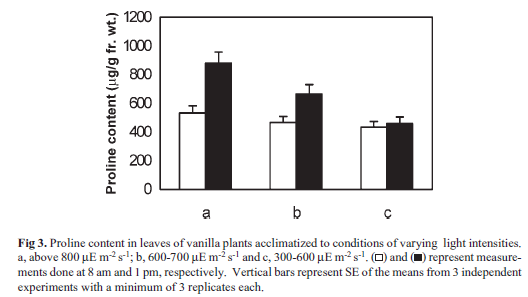 Proline content (µg/g fr. wt.)
1200
1000
800
600
400
200
0
a b c
Fig 3. Proline content in leaves of vanilla plants acclimatized to conditions of varying light intensities.
a, above 800 µE m⁻² s⁻¹; b, 600-700 µE m⁻² s⁻¹ and c, 300-600 µE m⁻² s⁻¹. (□) and (■) represent measure-
ments done at 8 am and 1 pm, respectively. Vertical bars represent SE of the means from 3 independent
experiments with a minimum of 3 replicates each.